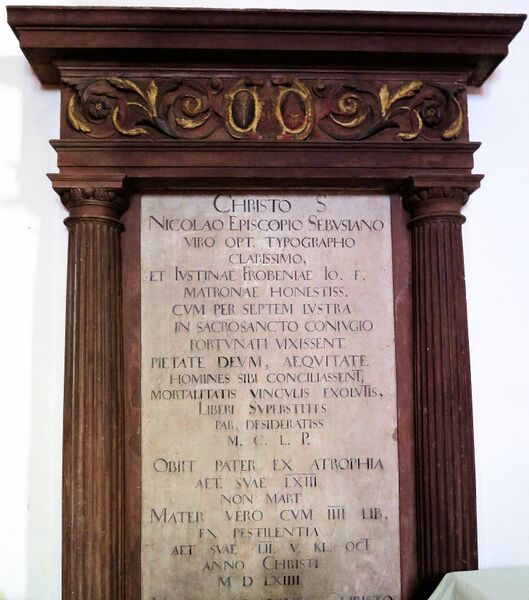 CHRISTO S
NICOLAO EPISCOPIO SEBVSIANO
VIRO OPT. TYPOGRAPHO
CLARISSIMO,
ET IVSTINAE FROBENIAE IO. F.
MATRONAE HONESTISS.
CVM PER SEPTEM LVSTRA
IN SACROSANCTO CONIVGIO
FORTVNATI VIXISSENT
PIETATE DEVM, AEQVITATE
HOMINES SIBI CONCILIASSENT,
MORTALITATIS VINCVLIS EXOLVTIS,
LIBERI SVPERSTITES
PAR. DESIDERATISS
M. C. L. P.
OBIIT PATER EX ATROPHIA
AET. SVAE LXIII
NON MART
MATER VERO CVM IIII LIB.
EX PESTILENTIA
AET SVAE LII. V. KL. OCT
ANNO CHRISTI
M D LXIIII